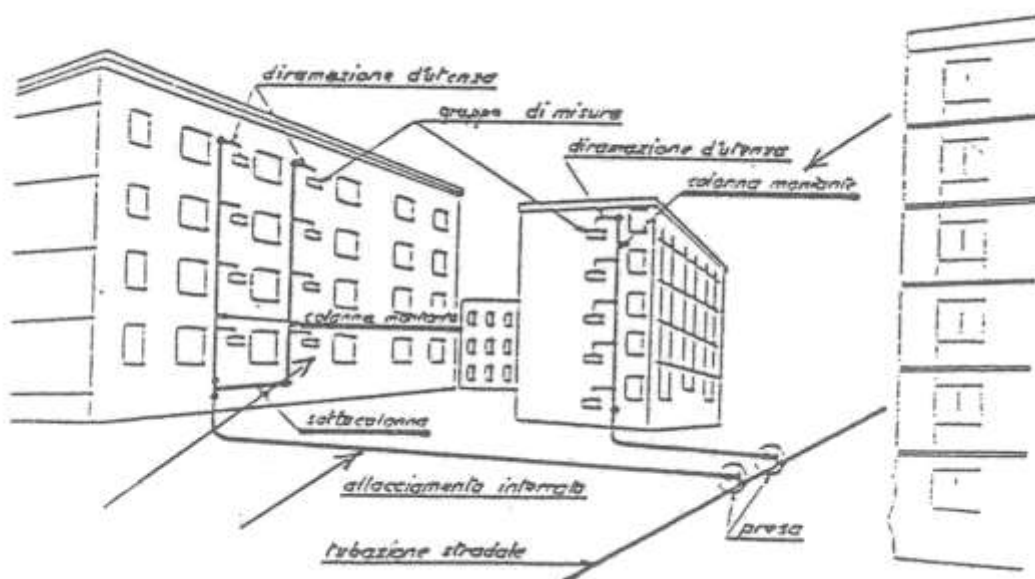 diramazione d'utenza
gruppo di misura
diramazione d'utenza
colonna montante
colonna montante
sottocolonna
allacciamento interrato
presa
tubazione stradale